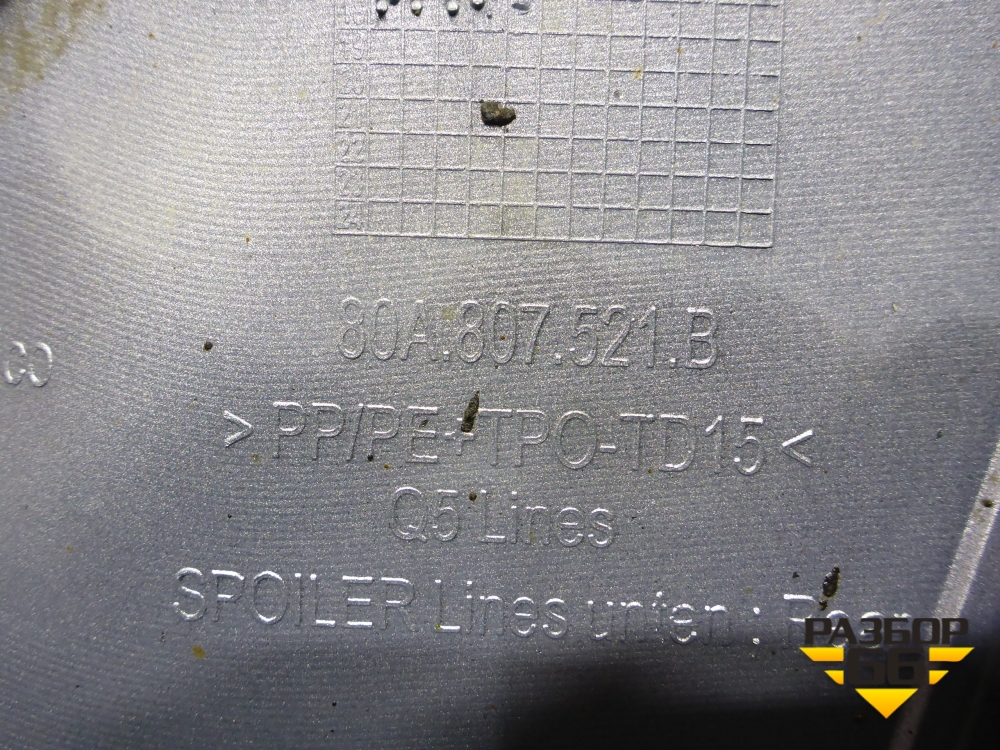 80A.807.521.B
>PP/PE+TPO-TD15<
Q5 Lines
SPOILER Lines unten ; Rear
РАЗБОР
66